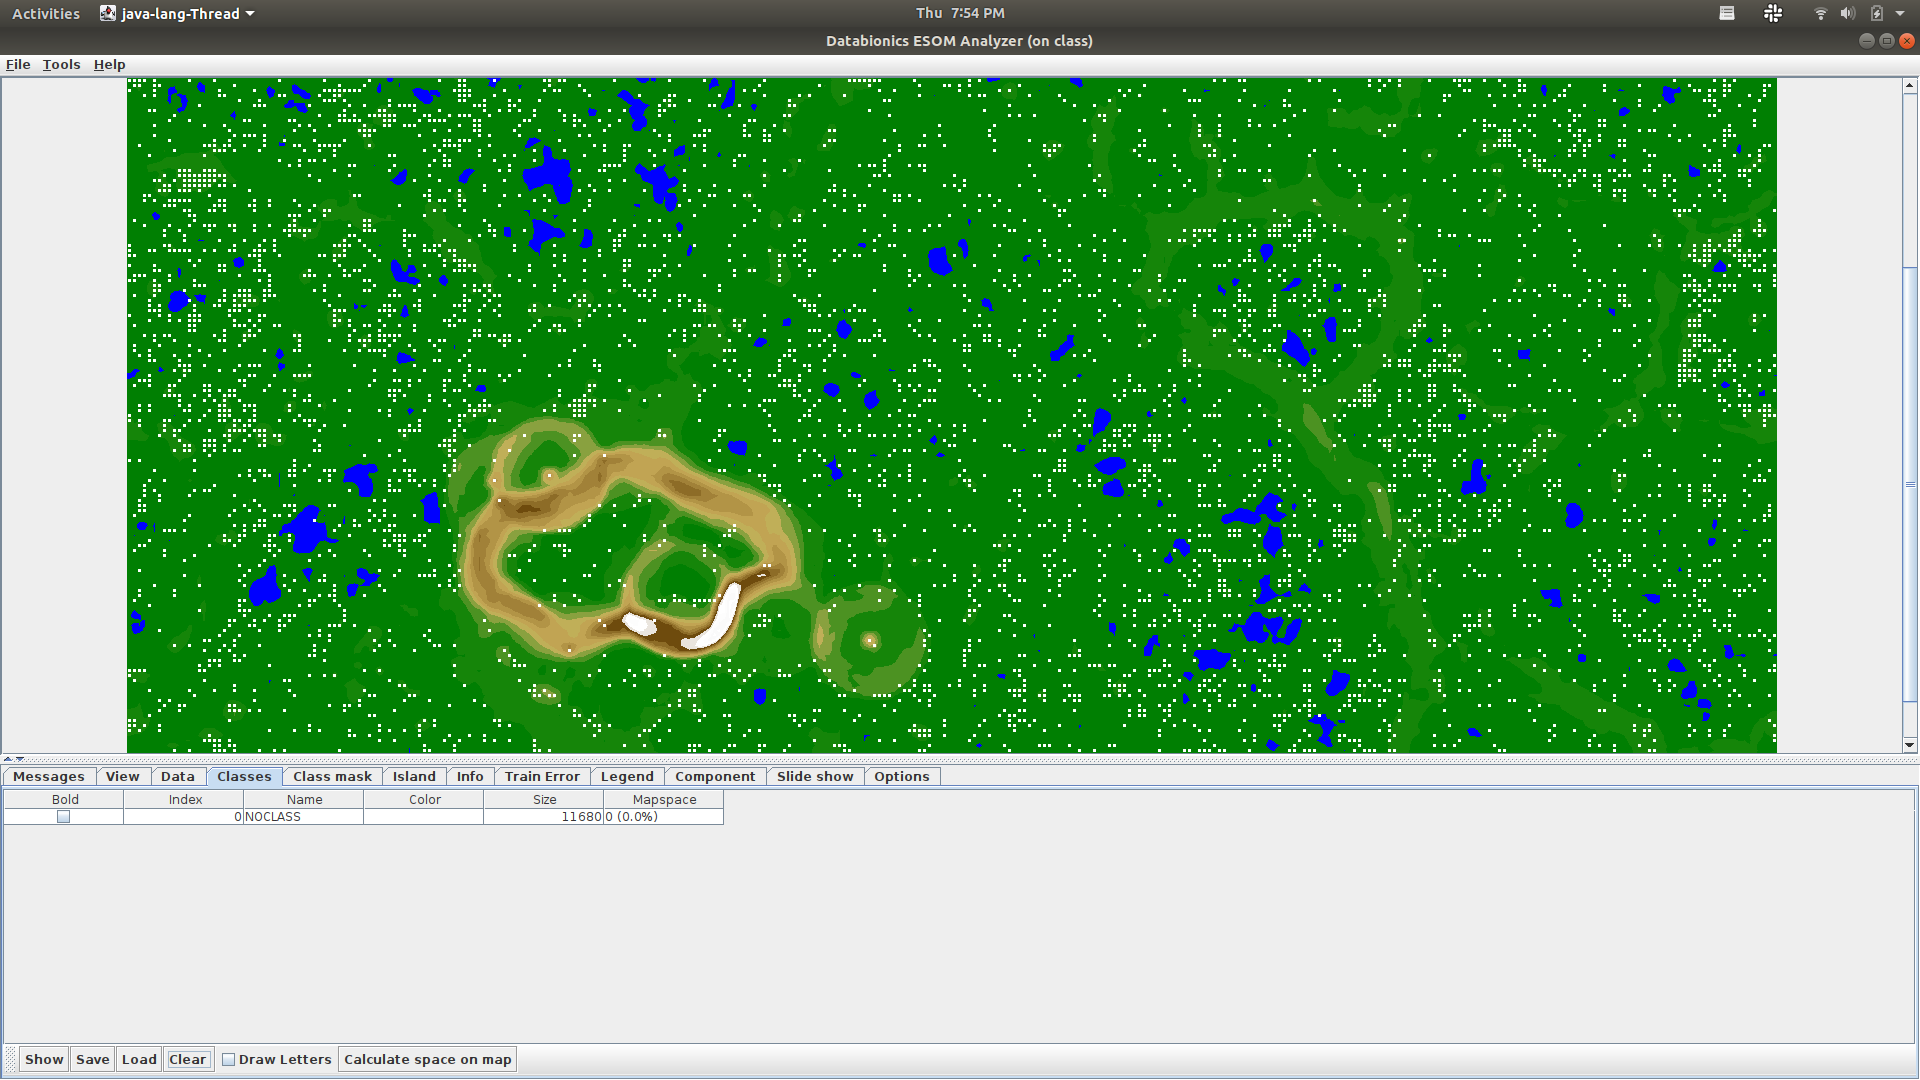 Activities java-lang-Thread Thu 7:54 PM
Databionics ESOM Analyzer (on class)
File Tools Help
Messages View Data Classes Class mask Island Info Train Error Legend Component Slide show Options
Bold Index Name Color Size Mapspace
0 NOCLASS 11680 0 (0.0%)
Show Save Load Clear Draw Letters Calculate space on map